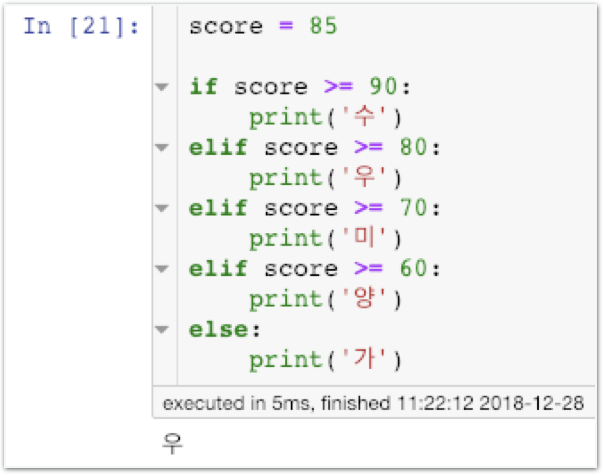 In [21]:
score = 85
if score >= 90:
print('수')
elif score >= 80:
print('우')
elif score >= 70:
print('미')
elif score >= 60:
print('양')
else:
print('가')
executed in 5ms, finished 11:22:12 2018-12-28
우